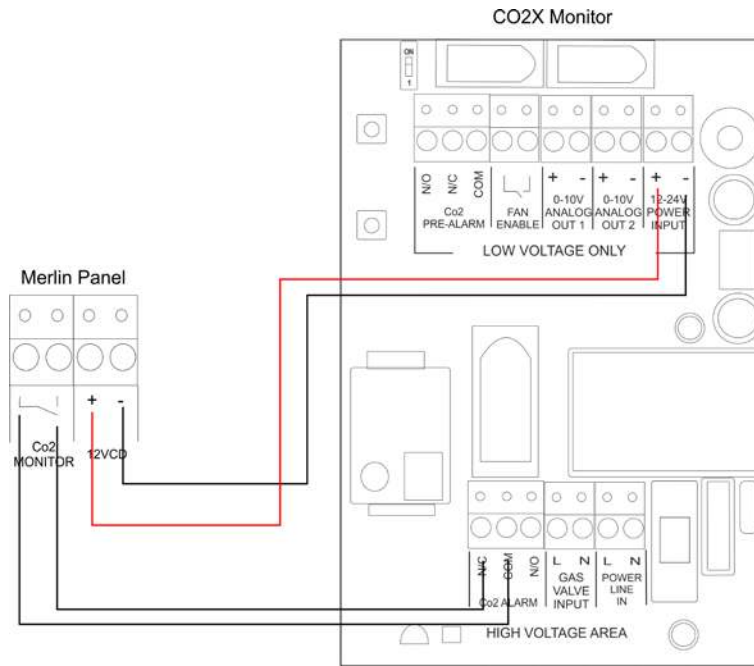 CO2X Monitor
ON
1
N/O
N/C
COM
+ -
+ -
+ -
Co2
PRE-ALARM
FAN
ENABLE
0-10V
ANALOG
OUT 1
0-10V
ANALOG
OUT 2
12-24V
POWER
INPUT
LOW VOLTAGE ONLY
Merlin Panel
+ -
Co2
MONITOR
12VCD
N/C
COM
N/O
Co2 ALARM
L N
GAS
VALVE
INPUT
L N
POWER
LINE
IN
HIGH VOLTAGE AREA